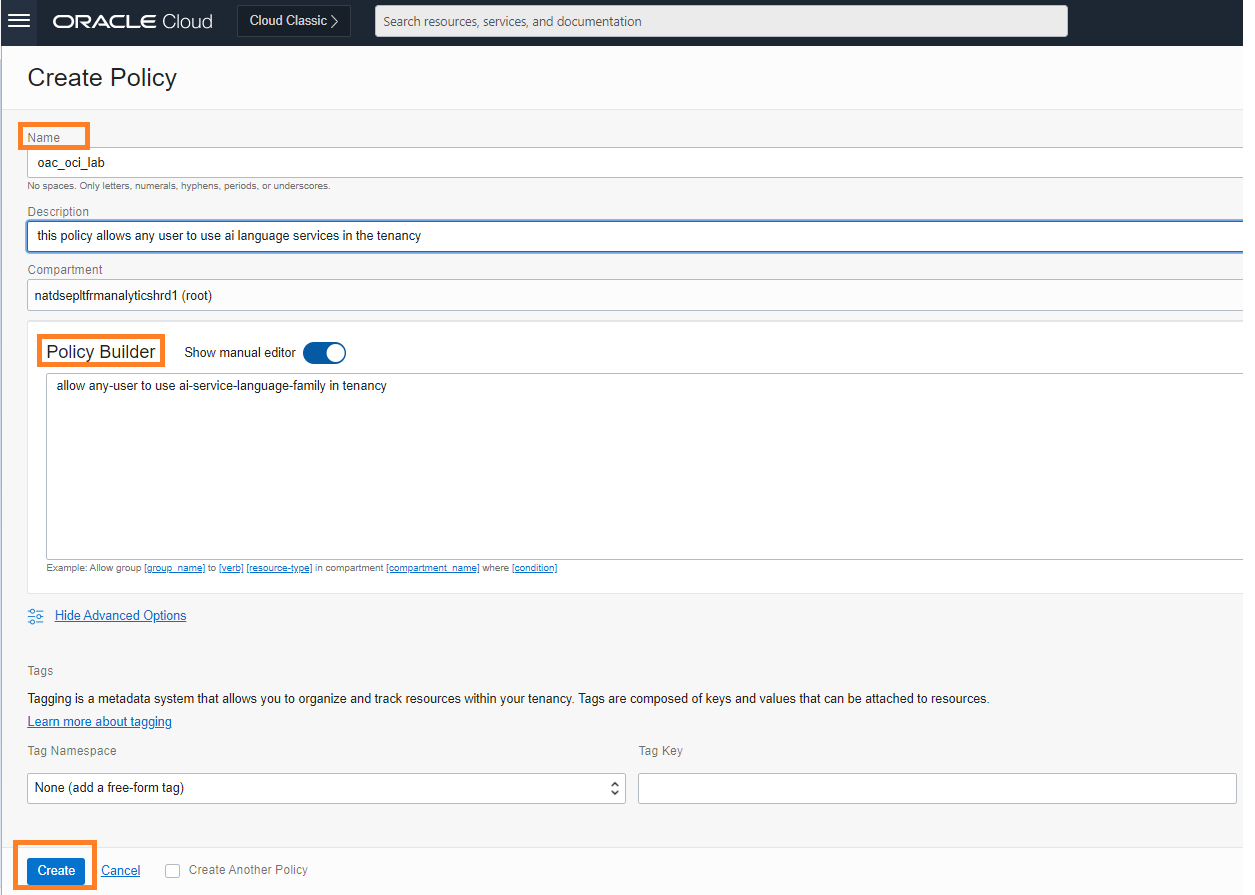 ORACLE Cloud
Cloud Classic
Search resources, services, and documentation
Create Policy
Name
oac_oci_lab
No spaces. Only letters, numerals, hyphens, periods, or underscores.
Description
this policy allows any user to use ai language services in the tenancy
Compartment
natdsepltfrmanalyticshrd1 (root)
Policy Builder
Show manual editor
allow any-user to use ai-service-language-family in tenancy
Example: Allow group [group_name] to [verb] [resource-type] in compartment [compartment_name] where [condition]
Hide Advanced Options
Tags
Tagging is a metadata system that allows you to organize and track resources within your tenancy. Tags are composed of keys and values that can be attached to resources.
Learn more about tagging
Tag Namespace
Tag Key
None (add a free-form tag)
Create
Cancel
Create Another Policy